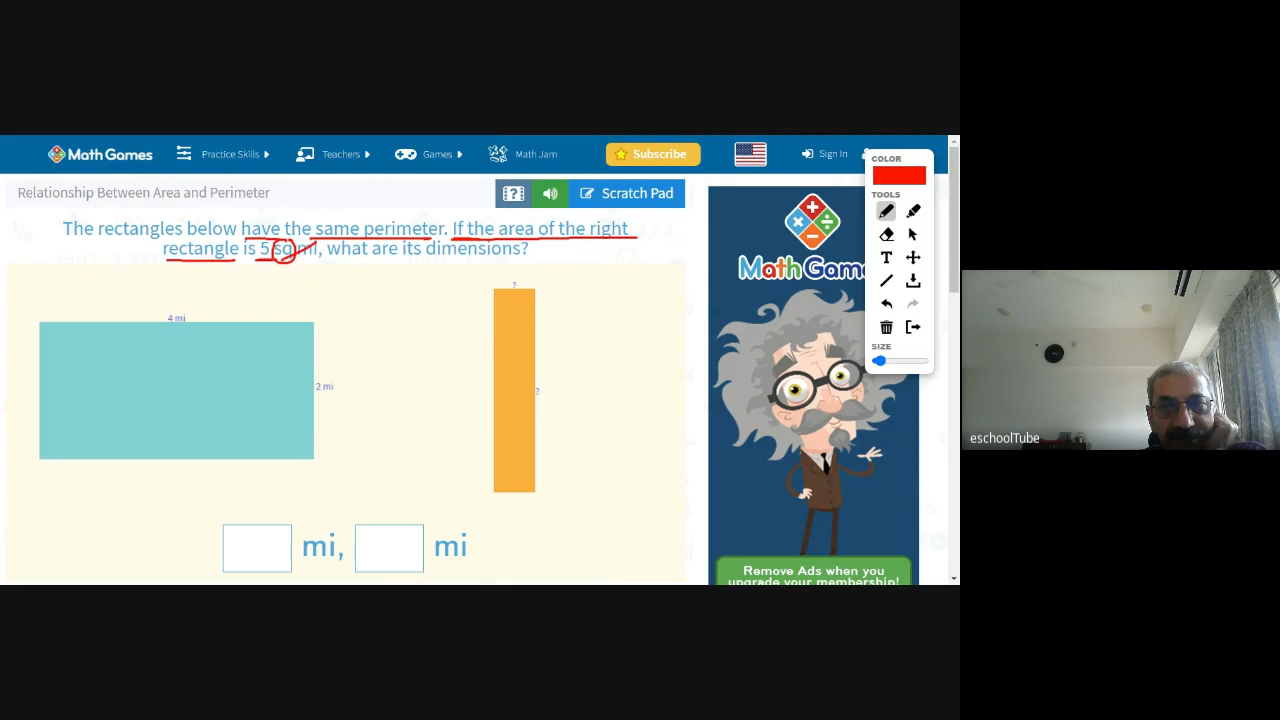 Math Games
Practice Skills
Teachers
Games
Math Jam
Subscribe
Sign In
COLOR
Relationship Between Area and Perimeter
?
Scratch Pad
TOOLS
The rectangles below have the same perimeter. If the area of the right
rectangle is 5 sq mi, what are its dimensions?
Math Game
T
SIZE
?
4 mi
2 mi
?
eschoolTube
mi,
mi
Remove Ads when you
upgrade your membership!